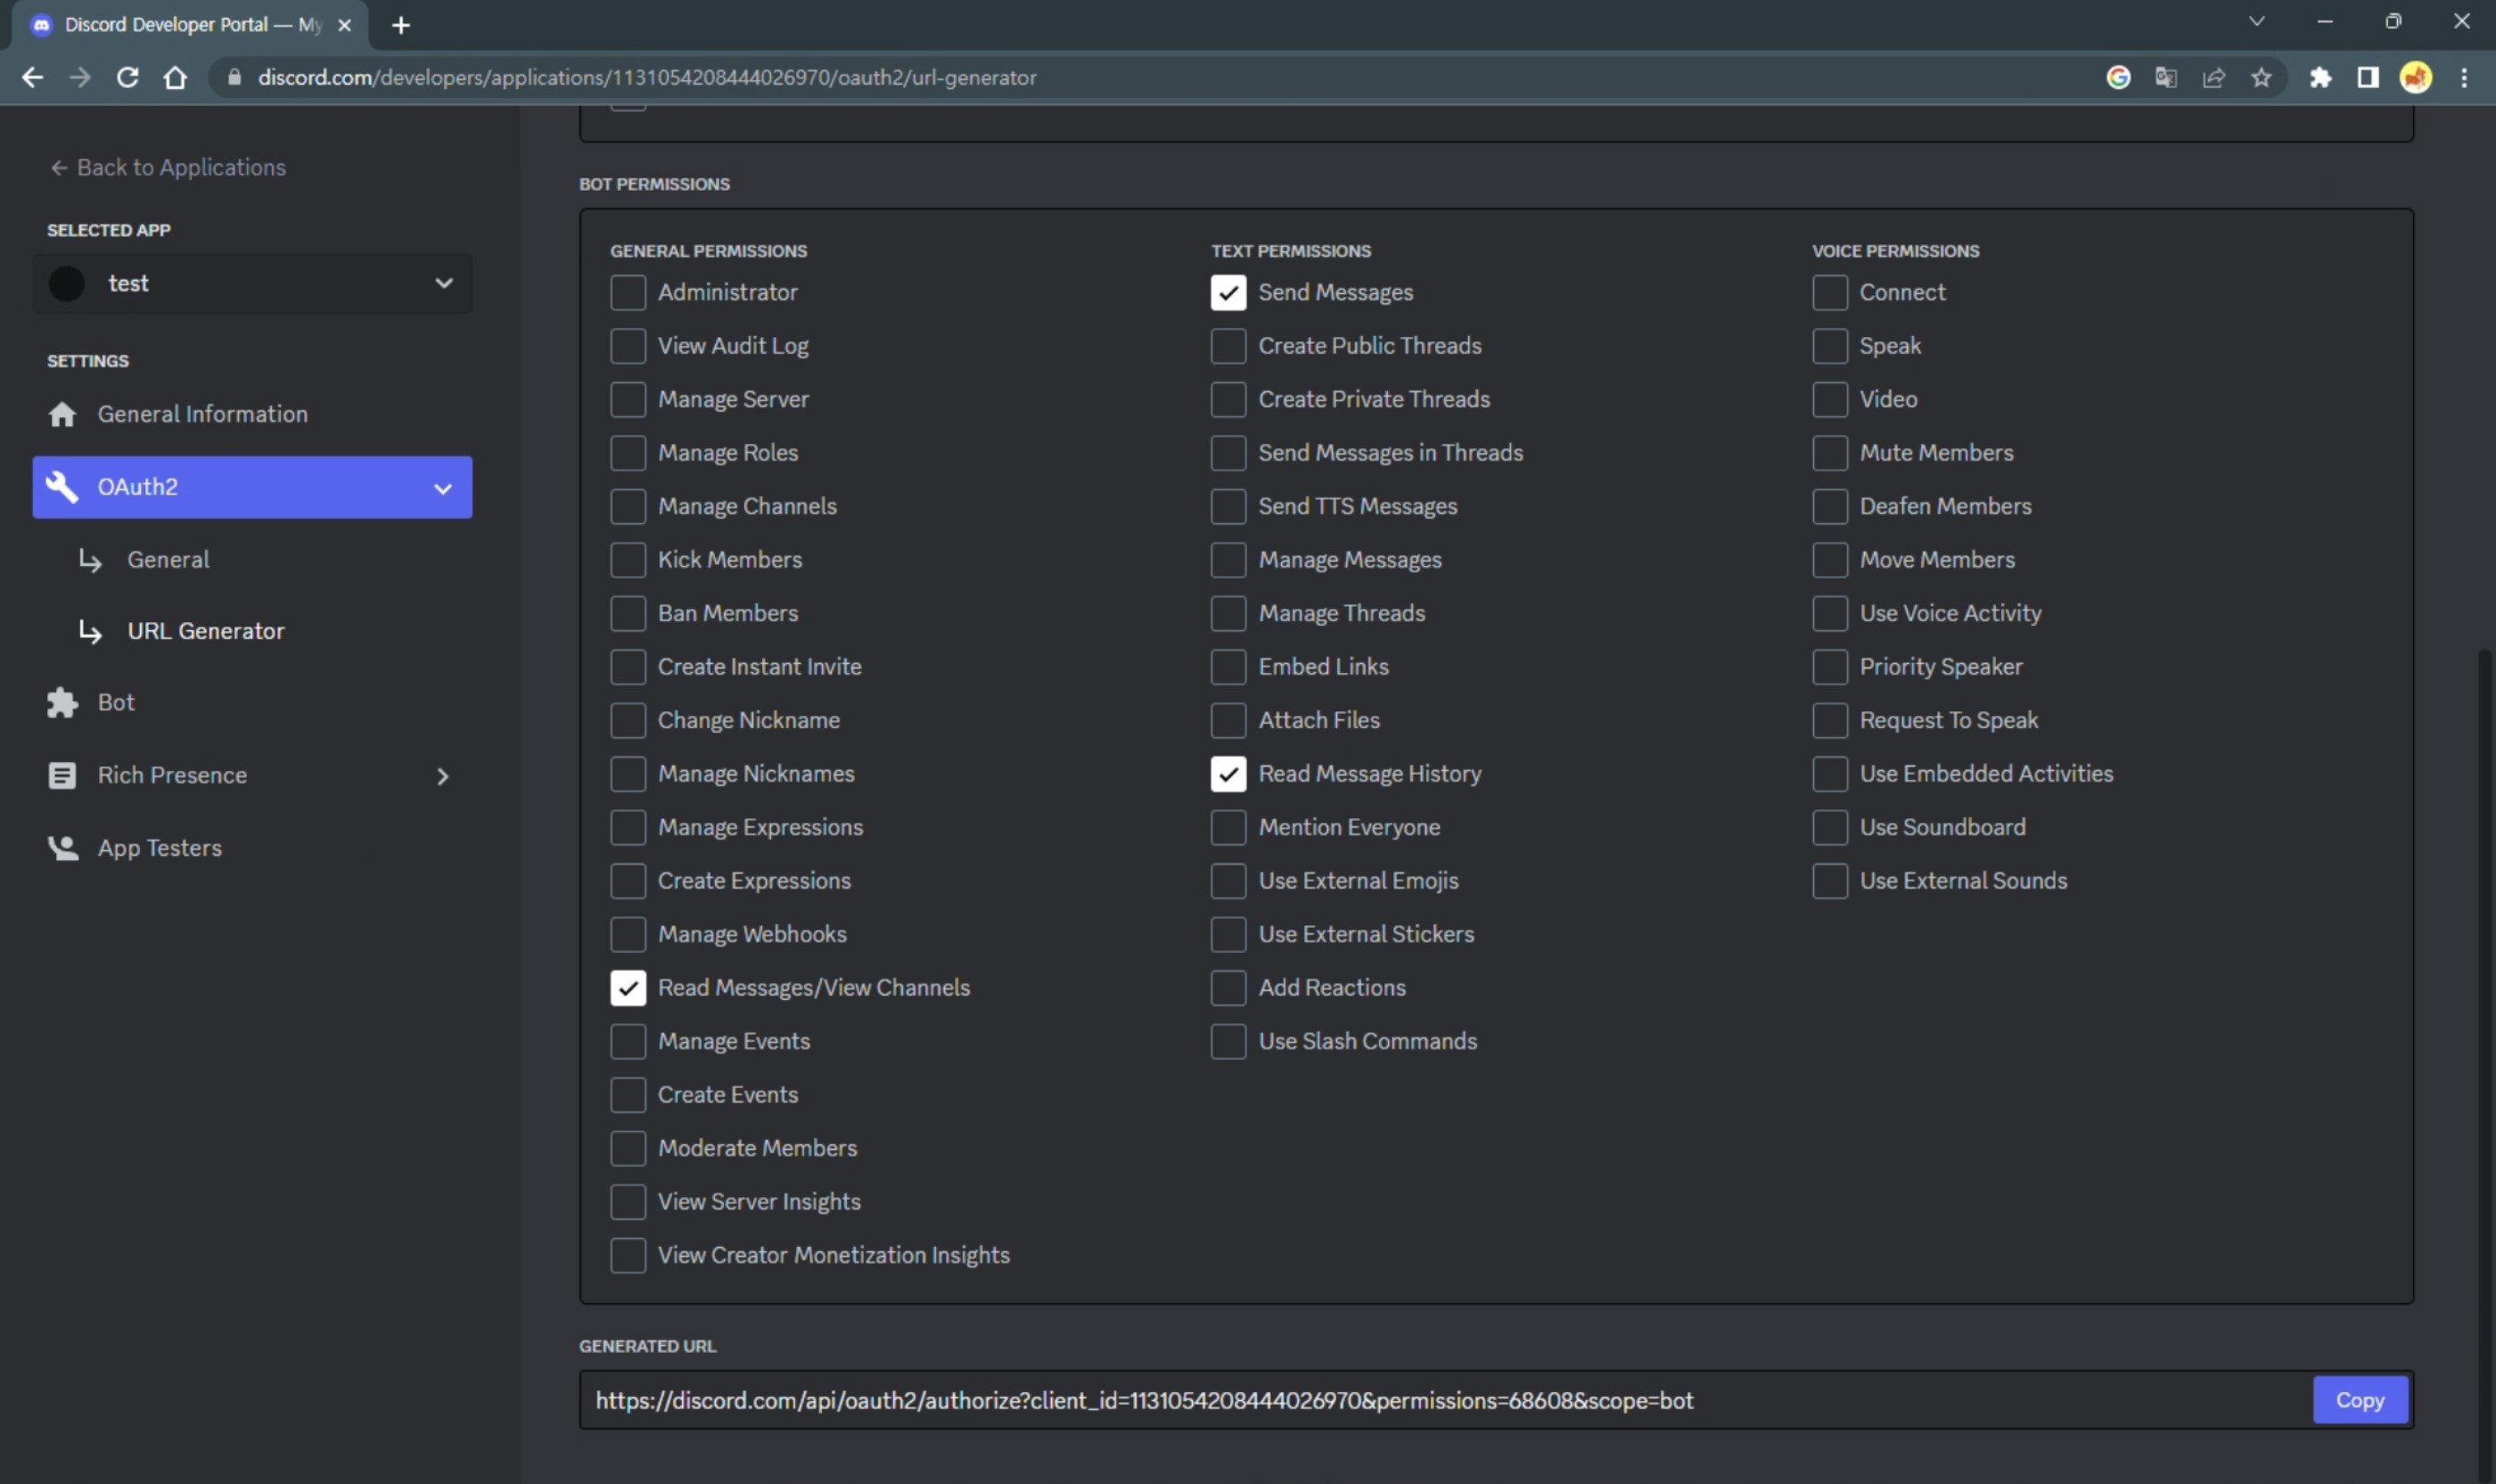 Discord Developer Portal — My
discord.com/developers/applications/1131054208444026970/oauth2/url-generator
← Back to Applications
SELECTED APP
test
SETTINGS
General Information
OAuth2
General
URL Generator
Bot
Rich Presence
App Testers
BOT PERMISSIONS
GENERAL PERMISSIONS
Administrator
View Audit Log
Manage Server
Manage Roles
Manage Channels
Kick Members
Ban Members
Create Instant Invite
Change Nickname
Manage Nicknames
Manage Expressions
Create Expressions
Manage Webhooks
Read Messages/View Channels
Manage Events
Create Events
Moderate Members
View Server Insights
View Creator Monetization Insights
TEXT PERMISSIONS
Send Messages
Create Public Threads
Create Private Threads
Send Messages in Threads
Send TTS Messages
Manage Messages
Manage Threads
Embed Links
Attach Files
Read Message History
Mention Everyone
Use External Emojis
Use External Stickers
Add Reactions
Use Slash Commands
VOICE PERMISSIONS
Connect
Speak
Video
Mute Members
Deafen Members
Move Members
Use Voice Activity
Priority Speaker
Request To Speak
Use Embedded Activities
Use Soundboard
Use External Sounds
GENERATED URL
https://discord.com/api/oauth2/authorize?client_id=1131054208444026970&permissions=68608&scope=bot
Copy